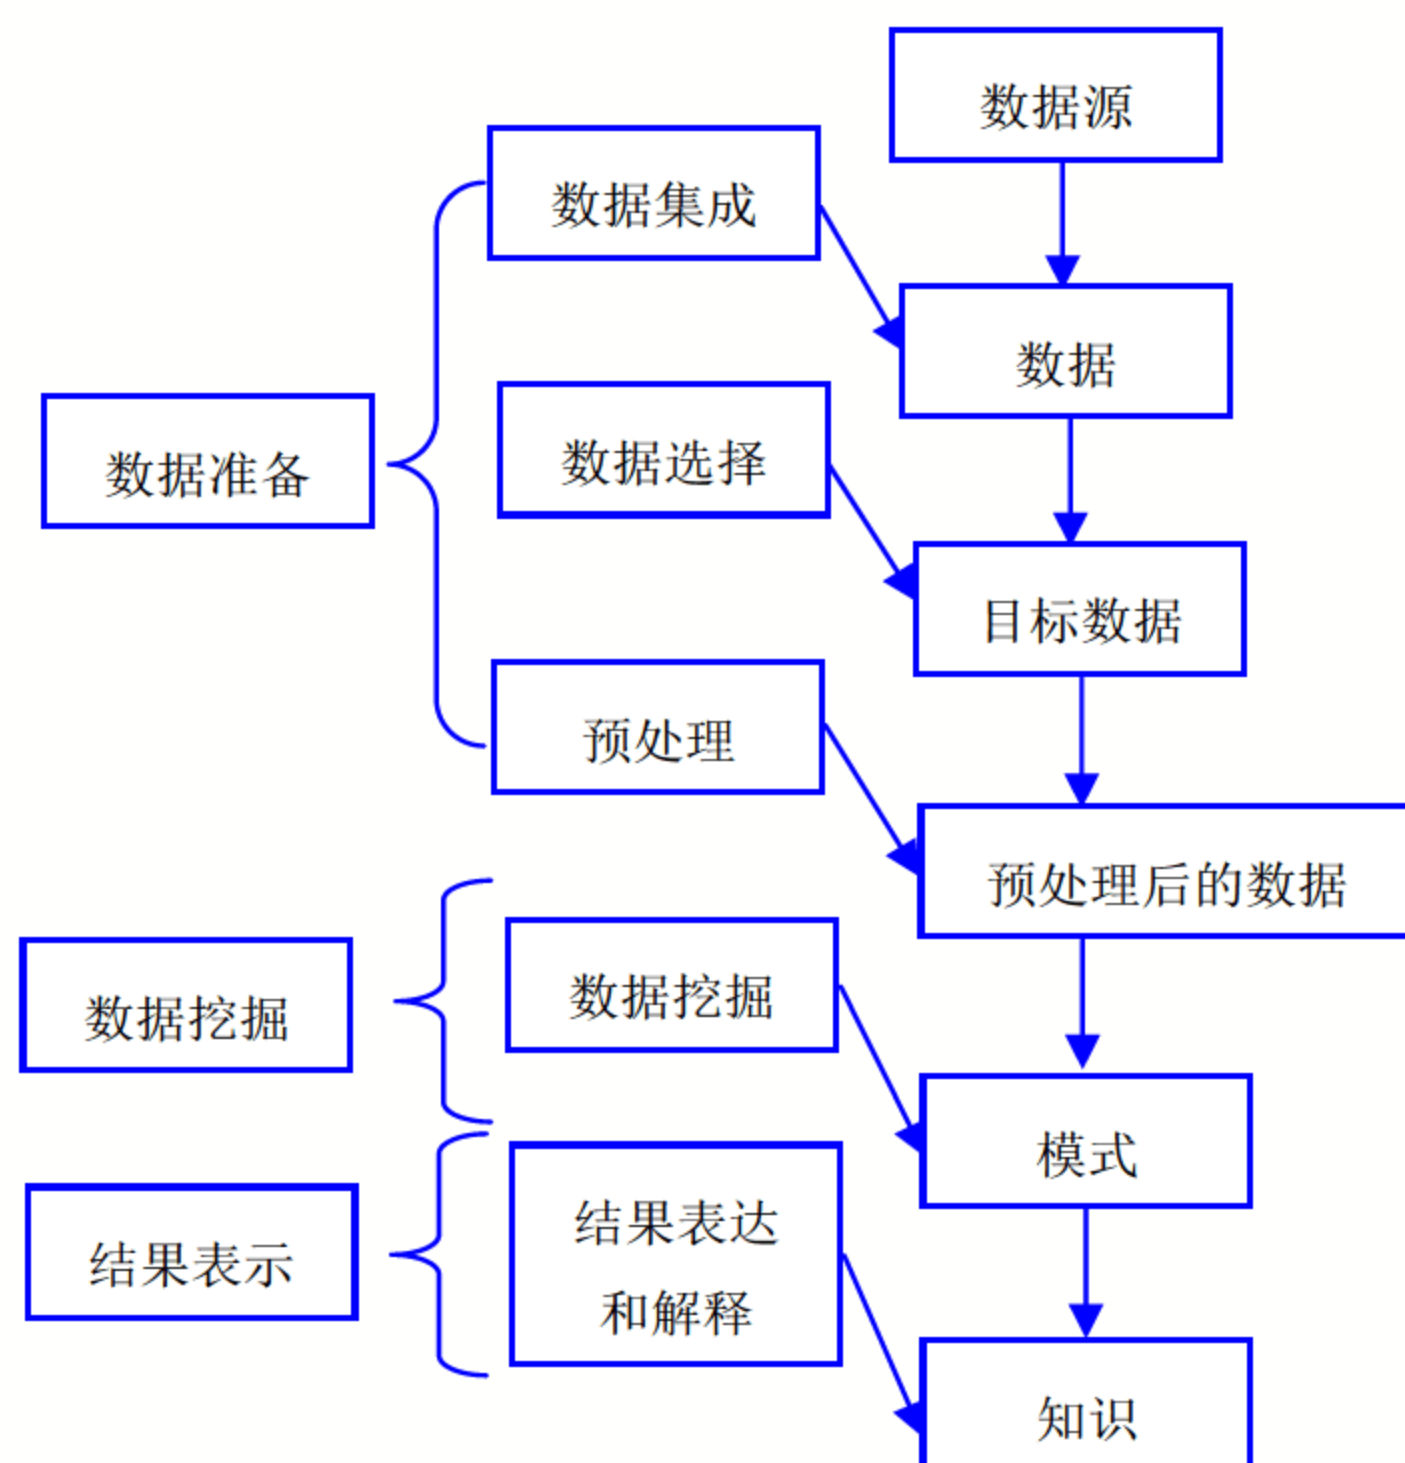 数据源
数据集成
数据
数据选择
数据准备
目标数据
预处理
预处理后的数据
数据挖掘
数据挖掘
模式
结果表达
和解释
结果表示
知识